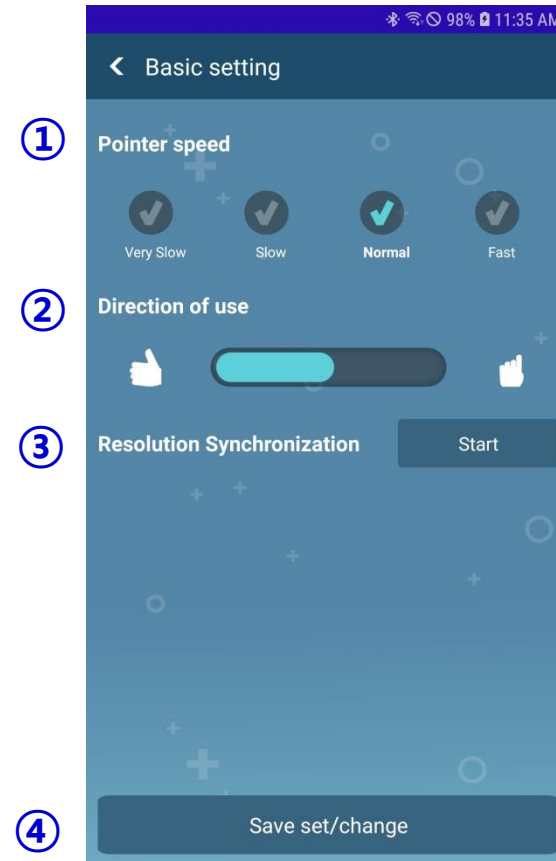 98% 11:35 AM
Basic setting
① Pointer speed
Very Slow Slow Normal Fast
② Direction of use
③ Resolution Synchronization Start
④ Save set/change